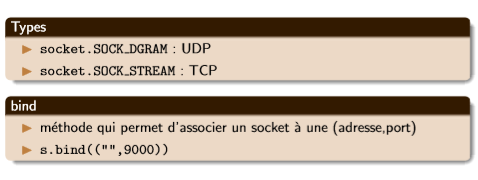 Types
socket.SOCK_DGRAM : UDP
socket.SOCK_STREAM : TCP
bind
méthode qui permet d'associer un socket à une (adresse,port)
s.bind(("",9000))